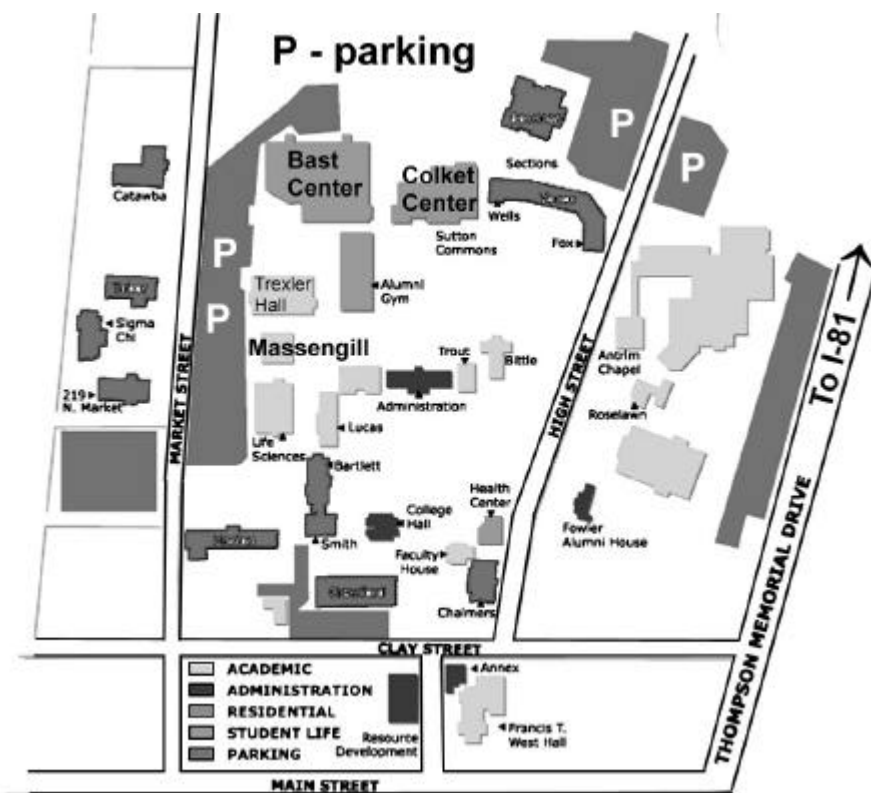 P - parking
P
P
Bast
Center
Colket
Center
Sections
Catawba
Wells
Sutton
Commons
Fox
P
Alumni
Gym
Trexler
Hall
P
Sigma
Chi
Massengill
Trout
Bittle
Antrim
Chapel
To I-81
219
N. Market
Administration
Roselawn
MARKET STREET
HIGH STREET
Lucas
Life
Sciences
Bartlett
Health
Center
College
Hall
Fowler
Alumni House
Smith
Faculty
House
Chalmers
THOMPSON MEMORIAL DRIVE
CLAY STREET
ACADEMIC
ADMINISTRATION
RESIDENTIAL
STUDENT LIFE
PARKING
Resource
Development
Annex
Francis T.
West Hall
MAIN STREET